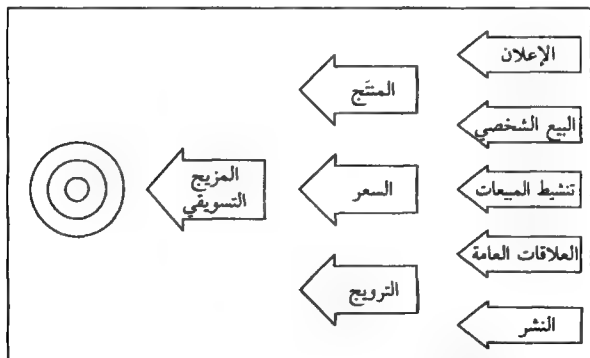 الإعلان
البيع الشخصي
تنشيط المبيعات
العلاقات العامة
النشر
المنتَج
السعر
الترويج
المزيج
التسويقي